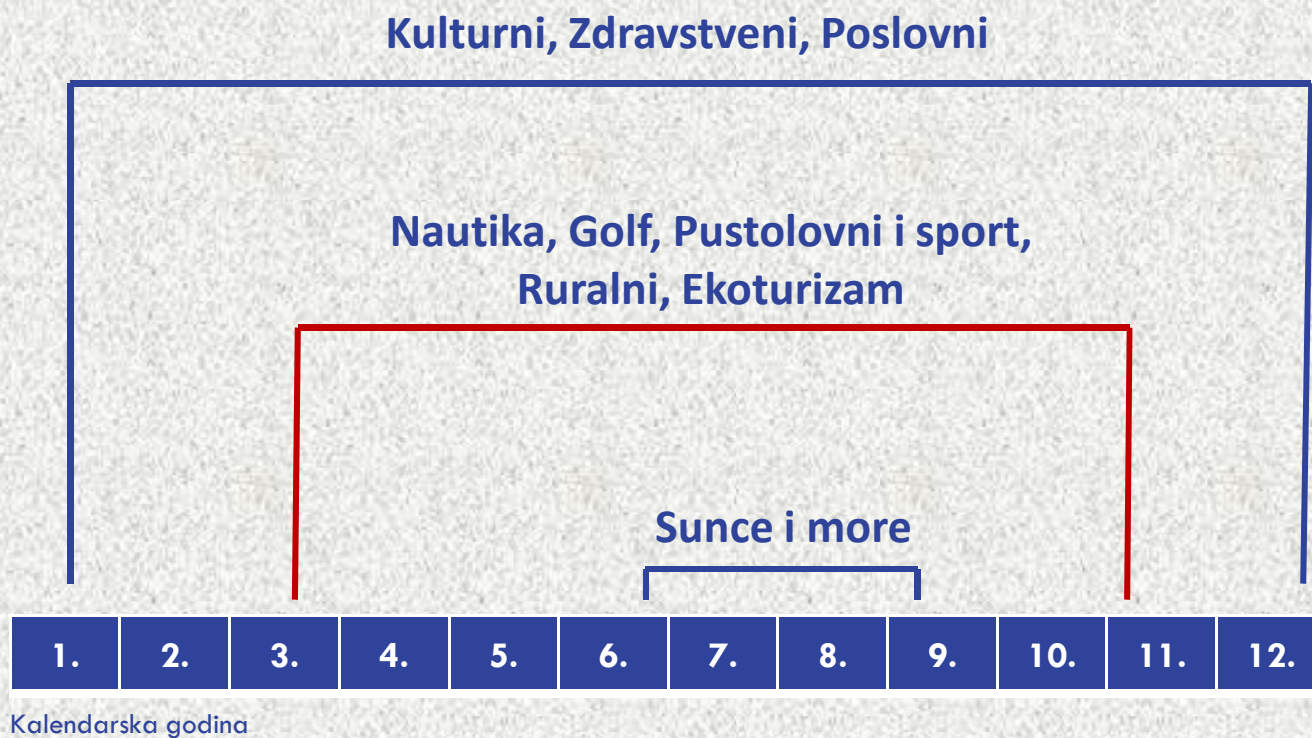 Kulturni, Zdravstveni, Poslovni
Nautika, Golf, Pustolovni i sport,
Ruralni, Ekoturizam
Sunce i more
1. 2. 3. 4. 5. 6. 7. 8. 9. 10. 11. 12.
Kalendarska godina